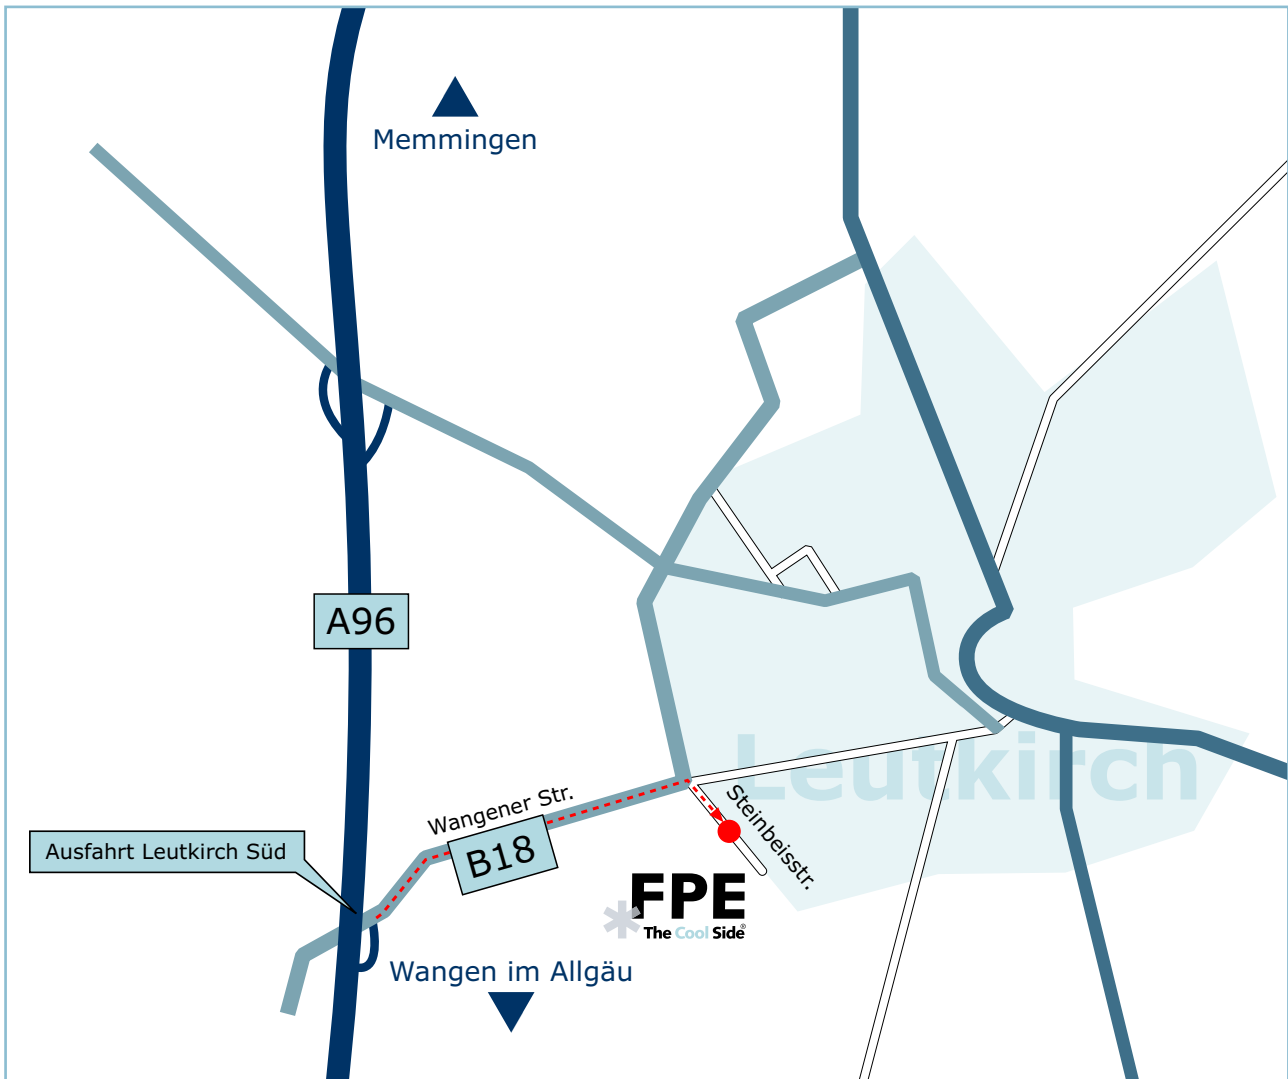 Memmingen
A96
Leutkirch
Wangener Str.
B18
Steinbeisstr.
Ausfahrt Leutkirch Süd
FPE
The Cool Side®
Wangen im Allgäu